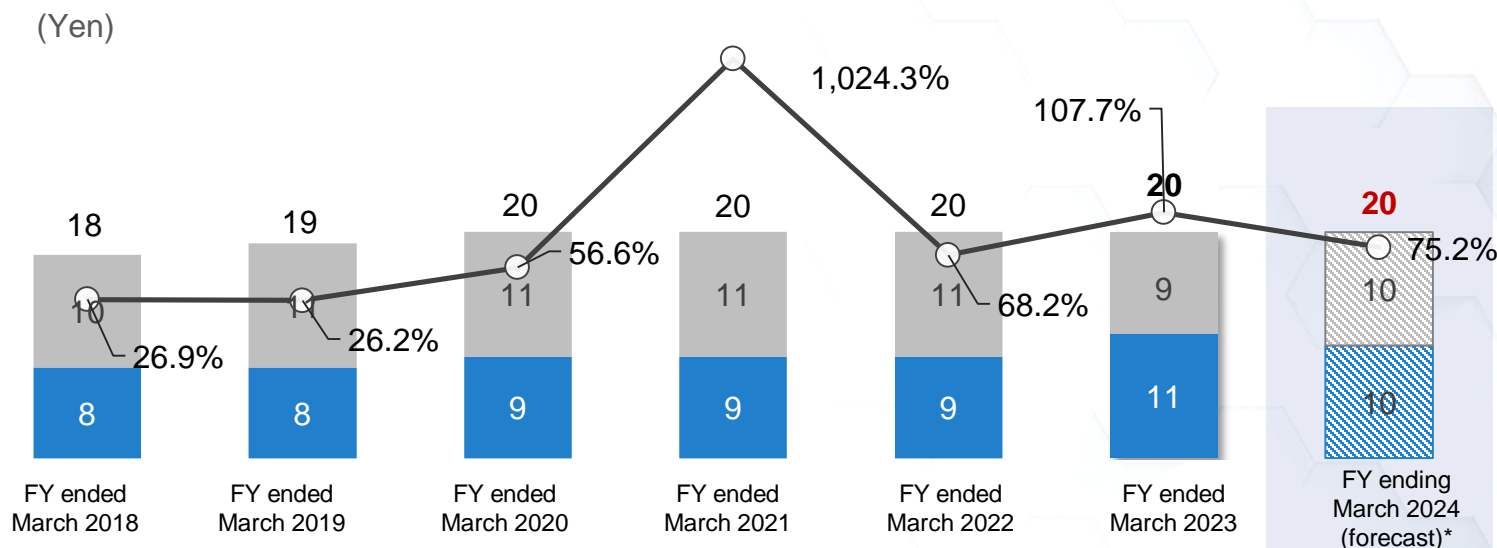 (Yen)
1,024.3%
107.7%
18
19
20
20
20
20
20
56.6%
75.2%
10
11
11
11
11
9
10
26.9%
26.2%
68.2%
8
8
9
9
9
11
10
FY ended
March 2018
FY ended
March 2019
FY ended
March 2020
FY ended
March 2021
FY ended
March 2022
FY ended
March 2023
FY ending
March 2024
(forecast)*